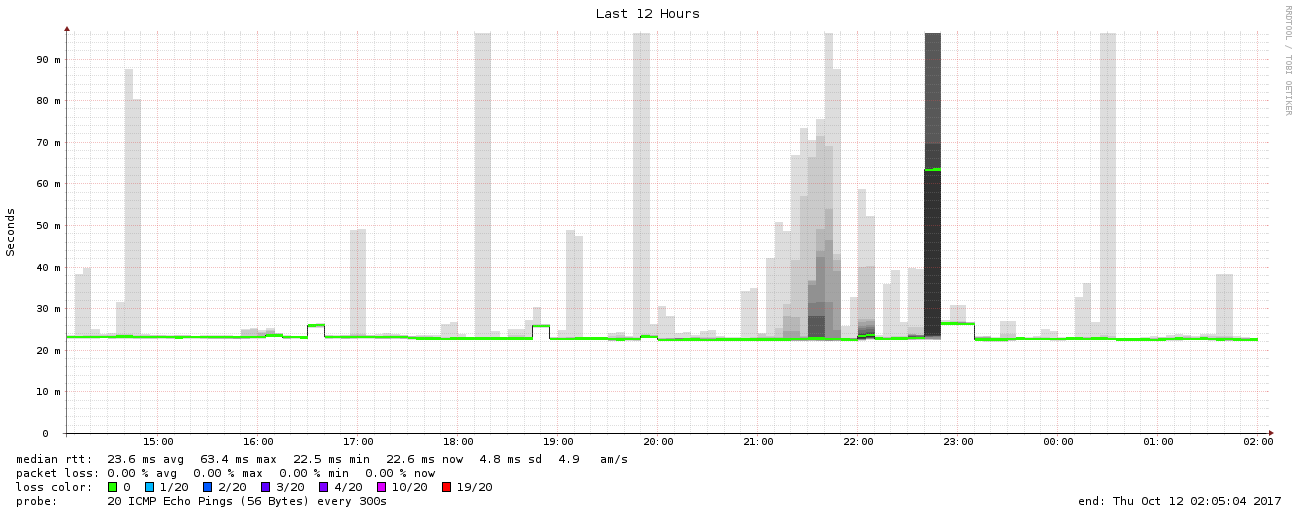 Last 12 Hours
RRDTOOL / TOBI OETIKER
Seconds
90 m
80 m
70 m
60 m
50 m
40 m
30 m
20 m
10 m
0
15:00 16:00 17:00 18:00 19:00 20:00 21:00 22:00 23:00 00:00 01:00 02:00
median rtt: 23.6 ms avg 63.4 ms max 22.5 ms min 22.6 ms now 4.8 ms sd 4.9 am/s
packet loss: 0.00 % avg 0.00 % max 0.00 % min 0.00 % now
loss color: 0 1/20 2/20 3/20 4/20 10/20 19/20
probe: 20 ICMP Echo Pings (56 Bytes) every 300s end: Thu Oct 12 02:05:04 2017